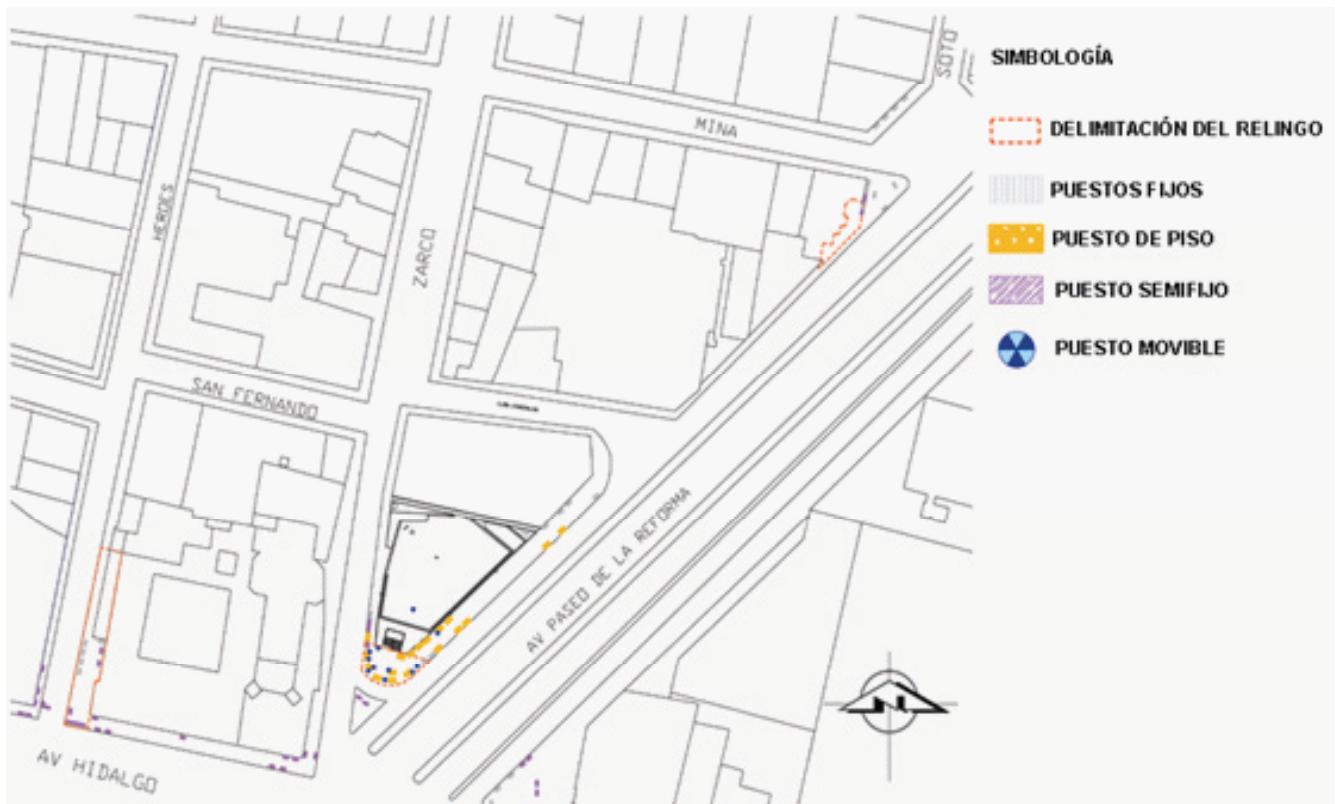 SOTO
MINA
HEROES
ZARCO
SAN FERNANDO
AV PASEO DE LA REFORMA
AV HIDALGO
SIMBOLOGÍA
DELIMITACIÓN DEL RELINGO
PUESTOS FIJOS
PUESTO DE PISO
PUESTO SEMIFIJO
PUESTO MOVIBLE
N